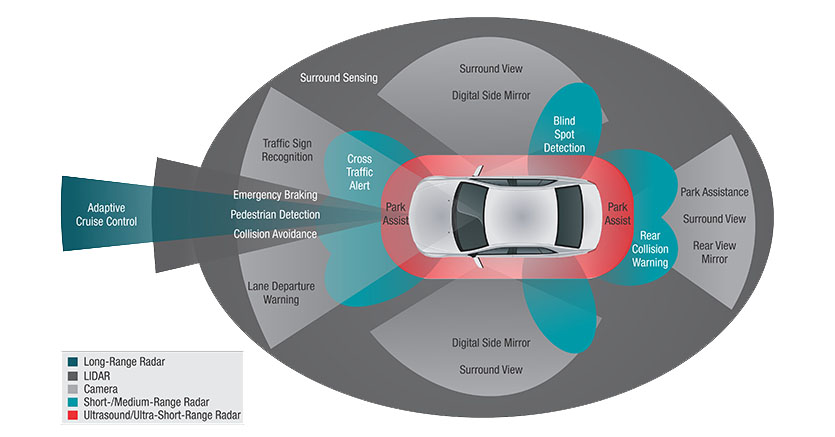 Surround Sensing
Surround View
Digital Side Mirror
Blind
Spot
Detection
Traffic Sign
Recognition
Cross
Traffic
Alert
Adaptive
Cruise Control
Emergency Braking
Pedestrian Detection
Collision Avoidance
Park
Assist
Park
Assist
Park Assistance
Surround View
Rear View
Mirror
Rear
Collision
Warning
Lane Departure
Warning
Digital Side Mirror
Surround View
Long-Range Radar
LIDAR
Camera
Short-/Medium-Range Radar
Ultrasound/Ultra-Short-Range Radar